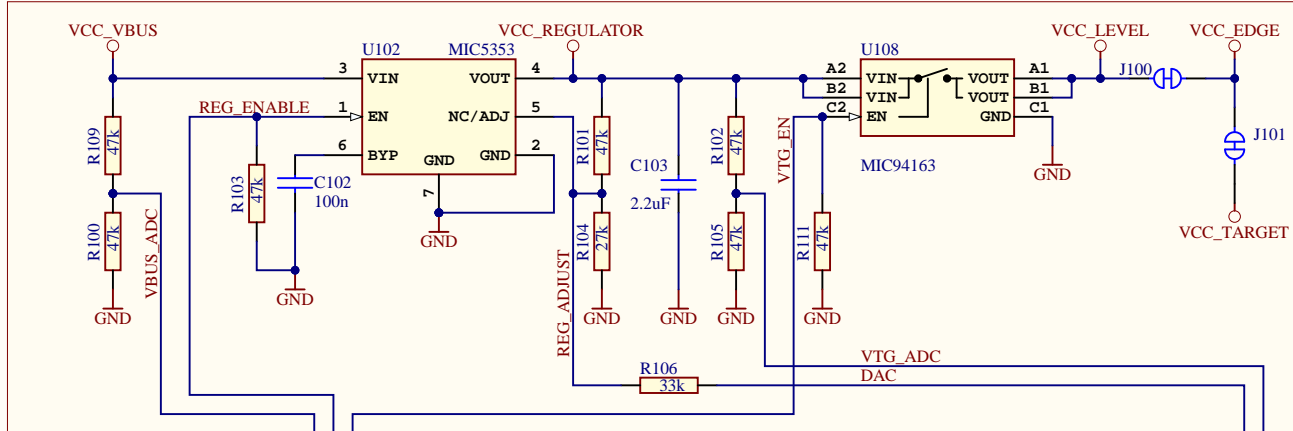 VCC_VBUS
VCC_REGULATOR
VCC_LEVEL
VCC_EDGE
U102
MIC5353
U108
J100
3 VIN
VOUT 4
A2 VIN
VOUT A1
B2 VIN
VOUT B1
REG_ENABLE
1 EN
NC/ADJ 5
C2 EN
GND C1
R109
47k
R101
47k
R102
47k
VTG_EN
J101
6 BYP
GND
GND 2
7
C103
2.2uF
MIC94163
GND
R103
47k
C102
100n
R100
47k
VBUS_ADC
R104
27k
R105
47k
R111
47k
VCC_TARGET
GND
REG_ADJUST
GND
GND
GND
GND
GND
GND
VTG_ADC
R106
33k
DAC